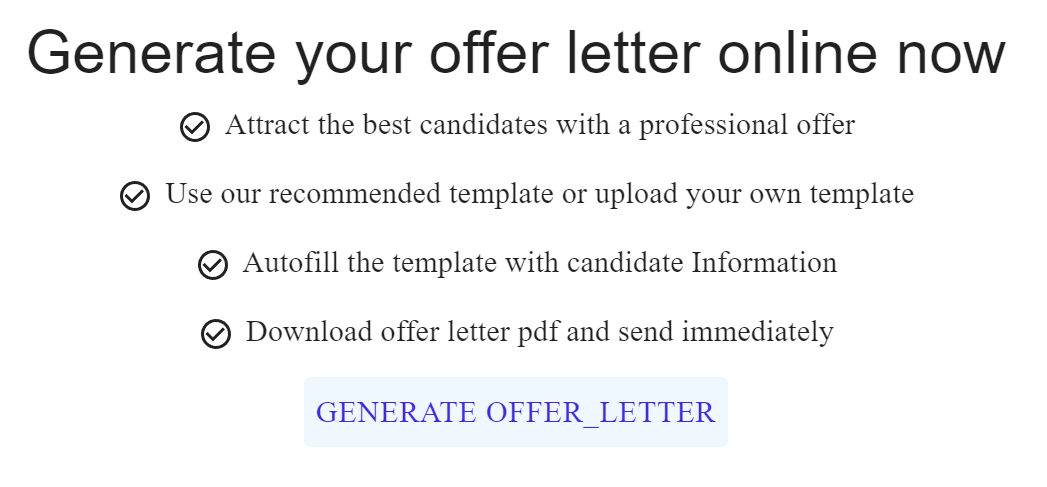 Generate your offer letter online now
Attract the best candidates with a professional offer
Use our recommended template or upload your own template
Autofill the template with candidate Information
Download offer letter pdf and send immediately
GENERATE OFFER_LETTER